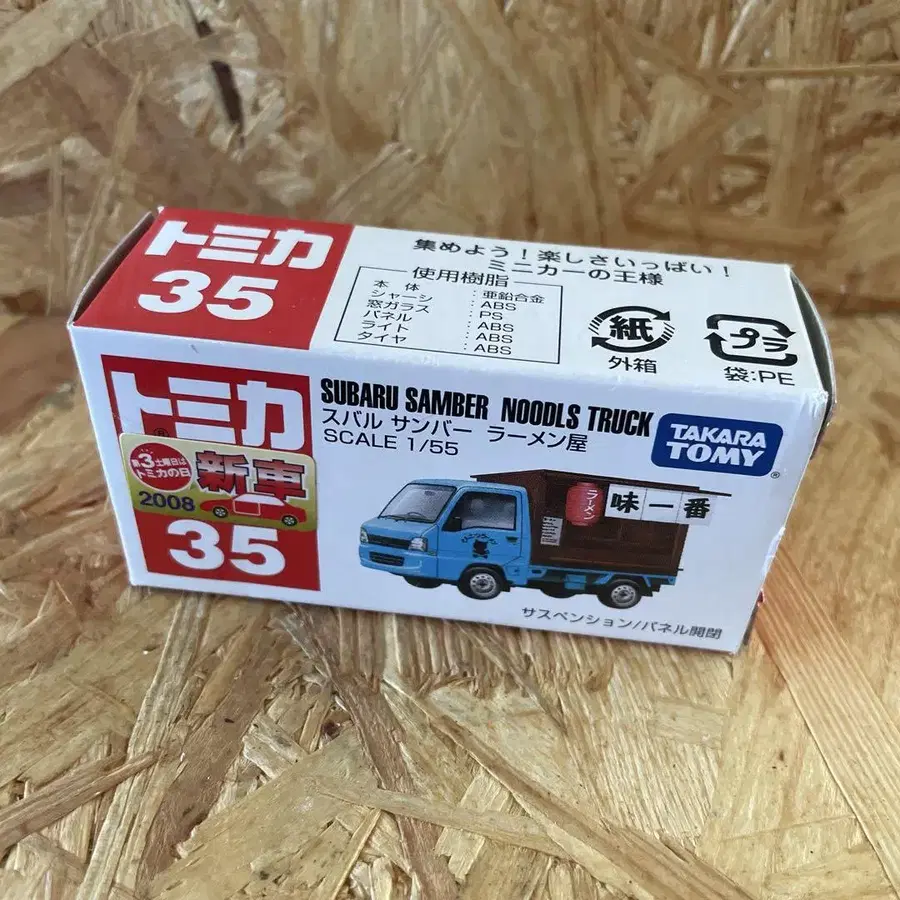 トミカ
35
集めよう!楽しさいっぱい!
ミニカーの王様
使用樹脂
本体:亜鉛合金
シャーシ:ABS
窓ガラス:PS
パネル:ABS
ライト:ABS
タイヤ
紙
外箱
プラ
袋:PE
トミカ
®
第3土曜日は
トミカの日
新車
2008
35
SUBARU SAMBER NOODLS TRUCK
スバル サンバー ラーメン屋
SCALE 1/55
TAKARA
TOMY
®
ラーメン
味一番
サスペンション/パネル開閉